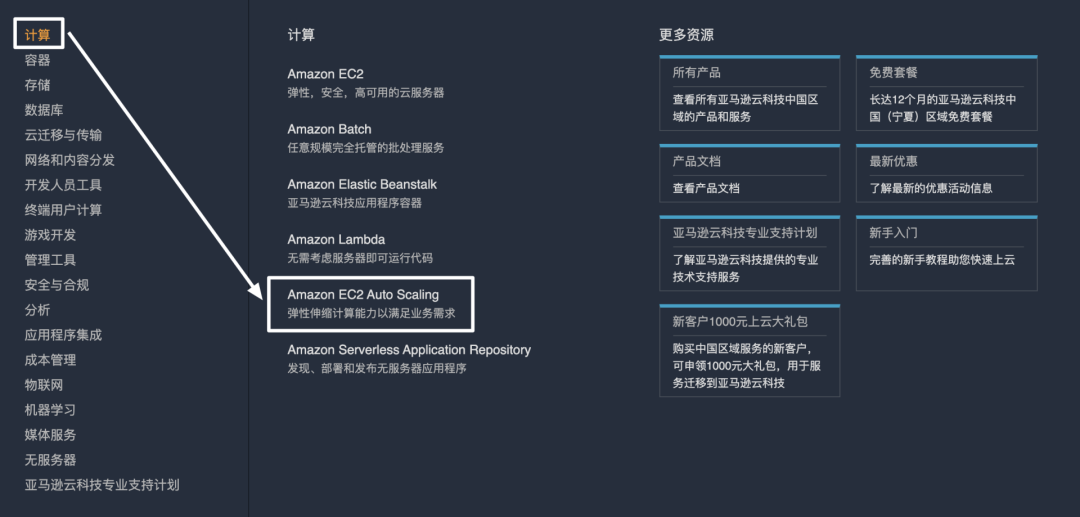 计算
容器
存储
数据库
云迁移与传输
网络和内容分发
开发人员工具
终端用户计算
游戏开发
管理工具
安全与合规
分析
应用程序集成
成本管理
物联网
机器学习
媒体服务
无服务器
亚马逊云科技专业支持计划
计算
Amazon EC2
弹性，安全，高可用的云服务器
Amazon Batch
任意规模完全托管的批处理服务
Amazon Elastic Beanstalk
亚马逊云科技应用程序容器
Amazon Lambda
无需考虑服务器即可运行代码
Amazon EC2 Auto Scaling
弹性伸缩计算能力以满足业务需求
Amazon Serverless Application Repository
发现、部署和发布无服务器应用程序
更多资源
所有产品
查看所有亚马逊云科技中国区
域的产品和服务
免费套餐
长达12个月的亚马逊云科技中
国（宁夏）区域免费套餐
产品文档
查看产品文档
最新优惠
了解最新的优惠活动信息
亚马逊云科技专业支持计划
了解亚马逊云科技提供的专业
技术支持服务
新手入门
完善的新手教程助您快速上云
新客户1000元上云大礼包
购买中国区域服务的新客户，
可申领1000元大礼包，用于服
务迁移到亚马逊云科技